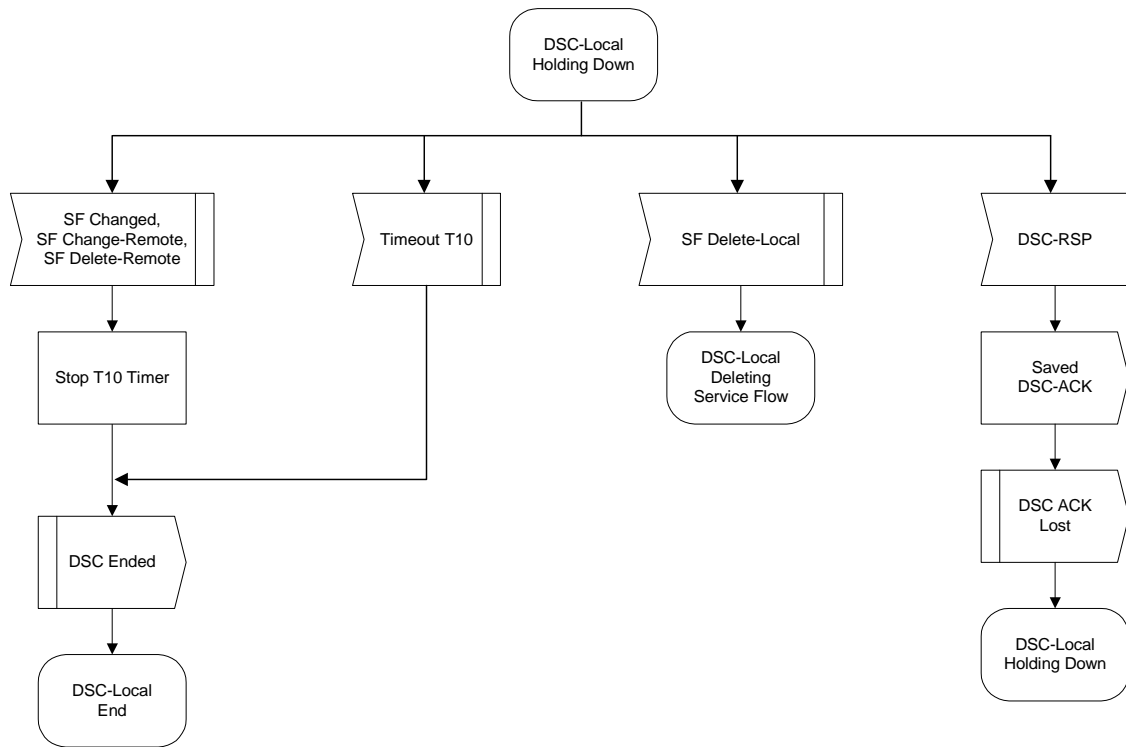 DSC-Local
Holding Down
SF Changed,
SF Change-Remote,
SF Delete-Remote
Timeout T10
SF Delete-Local
DSC-RSP
Stop T10 Timer
DSC-Local
Deleting
Service Flow
Saved
DSC-ACK
DSC Ended
DSC ACK
Lost
DSC-Local
End
DSC-Local
Holding Down